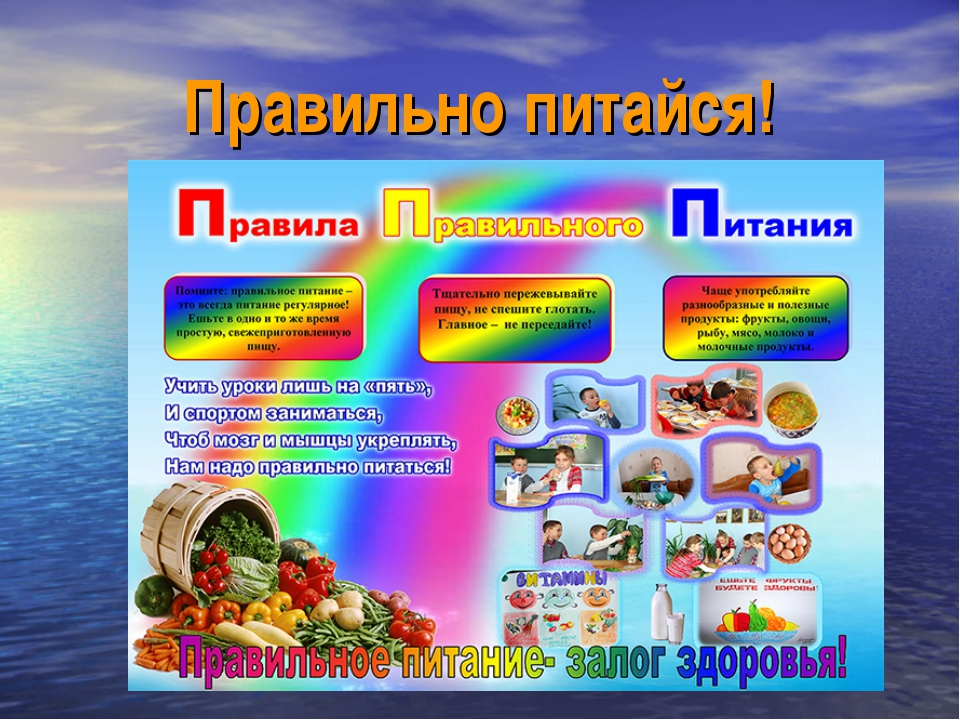 Правильно питайся!
Правила Правильного Питания
Помните: правильное питание –
это всегда питание регулярное!
Ешьте в одно и то же время
простую, свежеприготовленную
пищу.
Тщательно пережевывайте
пищу, не спешите глотать.
Главное – не переедайте!
Чаще употребляйте
разнообразные и полезные
продукты: фрукты, овощи,
рыбу, мясо, молоко и
молочные продукты.
Учить уроки лишь на «пять»,
И спортом заниматься,
Чтоб мозг и мышцы укреплять,
Нам надо правильно питаться!
ВИТАМИНЫ
ЕШЬТЕ ФРУКТЫ
БУДЕТЕ ЗДОРОВЫ!
Правильное питание- залог здоровья!